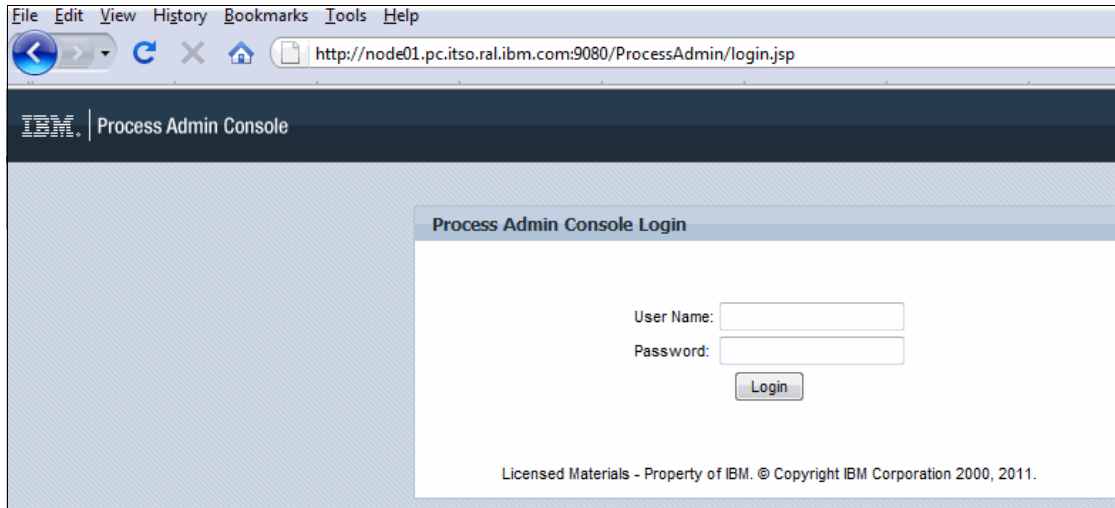 File Edit View History Bookmarks Tools Help
http://node01.pc.itso.ral.ibm.com:9080/ProcessAdmin/login.jsp
IBM. Process Admin Console
Process Admin Console Login
User Name:
Password:
Login
Licensed Materials - Property of IBM. © Copyright IBM Corporation 2000, 2011.